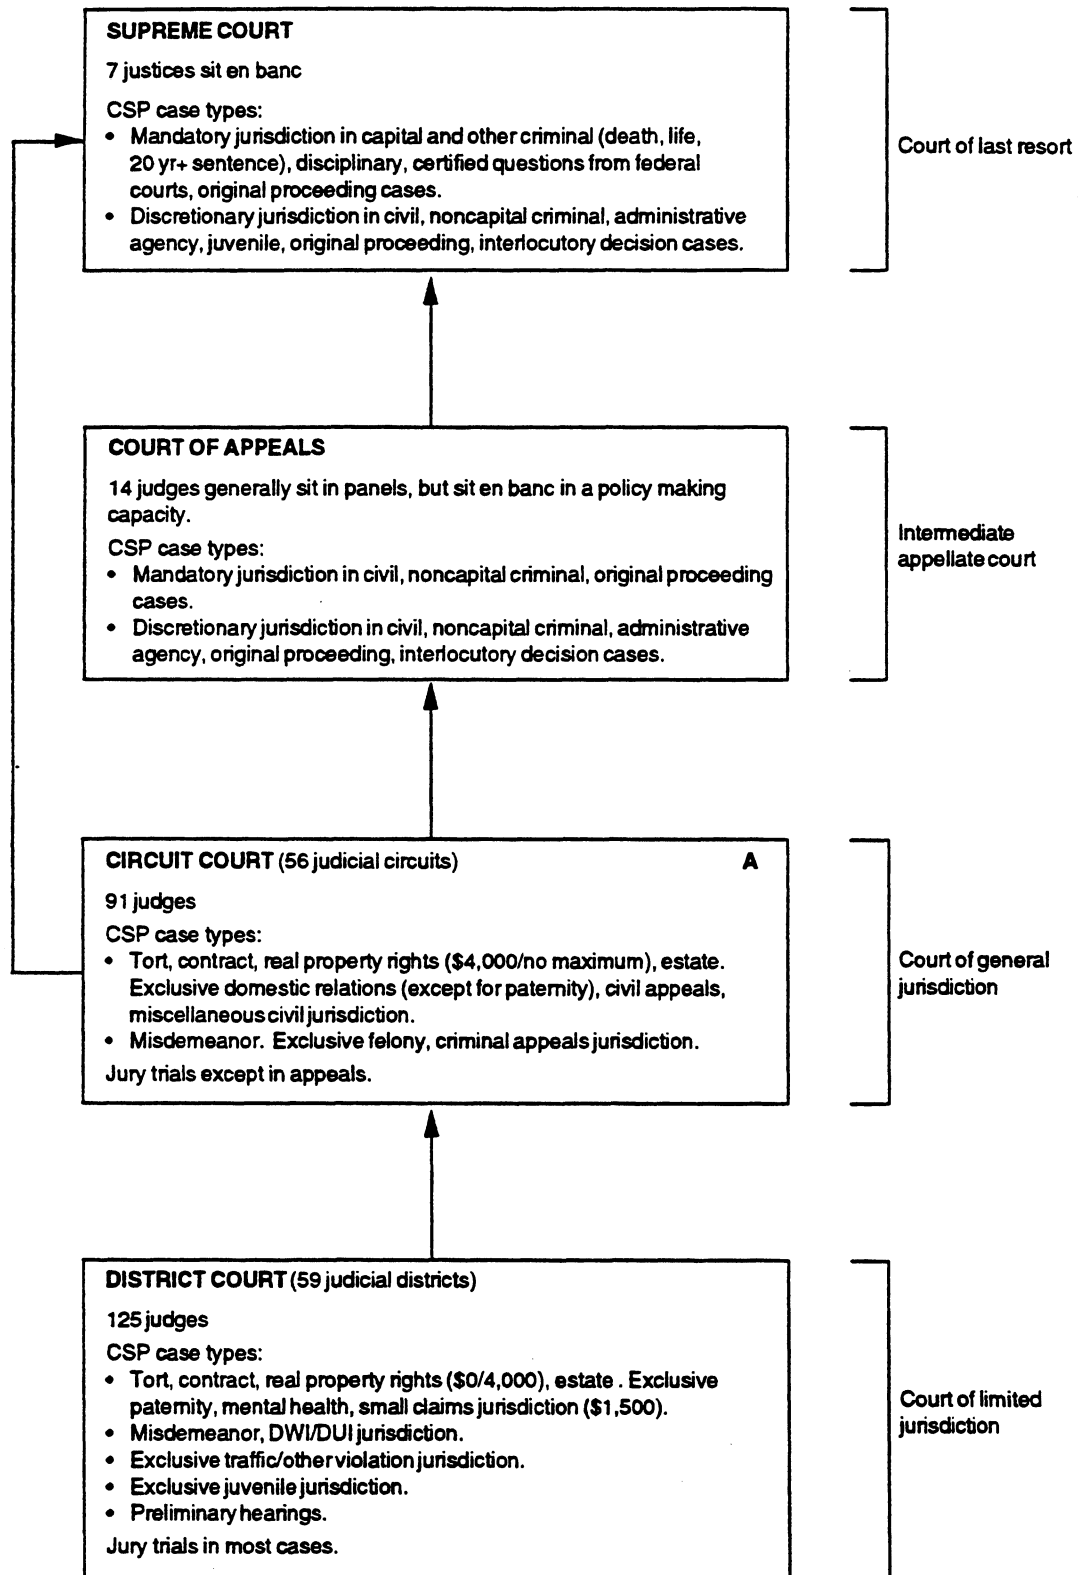 SUPREME COURT
7 justices sit en banc
CSP case types:
• Mandatory jurisdiction in capital and other criminal (death, life,
20 yr+ sentence), disciplinary, certified questions from federal
courts, original proceeding cases.
• Discretionary jurisdiction in civil, noncapital criminal, administrative
agency, juvenile, original proceeding, interlocutory decision cases.
Court of last resort
COURT OF APPEALS
14 judges generally sit in panels, but sit en banc in a policy making
capacity.
CSP case types:
• Mandatory jurisdiction in civil, noncapital criminal, original proceeding
cases.
• Discretionary jurisdiction in civil, noncapital criminal, administrative
agency, original proceeding, interlocutory decision cases.
Intermediate
appellate court
CIRCUIT COURT (56 judicial circuits) A
91 judges
CSP case types:
• Tort, contract, real property rights ($4,000/no maximum), estate.
Exclusive domestic relations (except for paternity), civil appeals,
miscellaneous civil jurisdiction.
• Misdemeanor. Exclusive felony, criminal appeals jurisdiction.
Jury trials except in appeals.
Court of general
jurisdiction
DISTRICT COURT (59 judicial districts)
125 judges
CSP case types:
• Tort, contract, real property rights ($0/4,000), estate . Exclusive
paternity, mental health, small claims jurisdiction ($1,500).
• Misdemeanor, DWI/DUI jurisdiction.
• Exclusive traffic/other violation jurisdiction.
• Exclusive juvenile jurisdiction.
• Preliminary hearings.
Jury trials in most cases.
Court of limited
jurisdiction